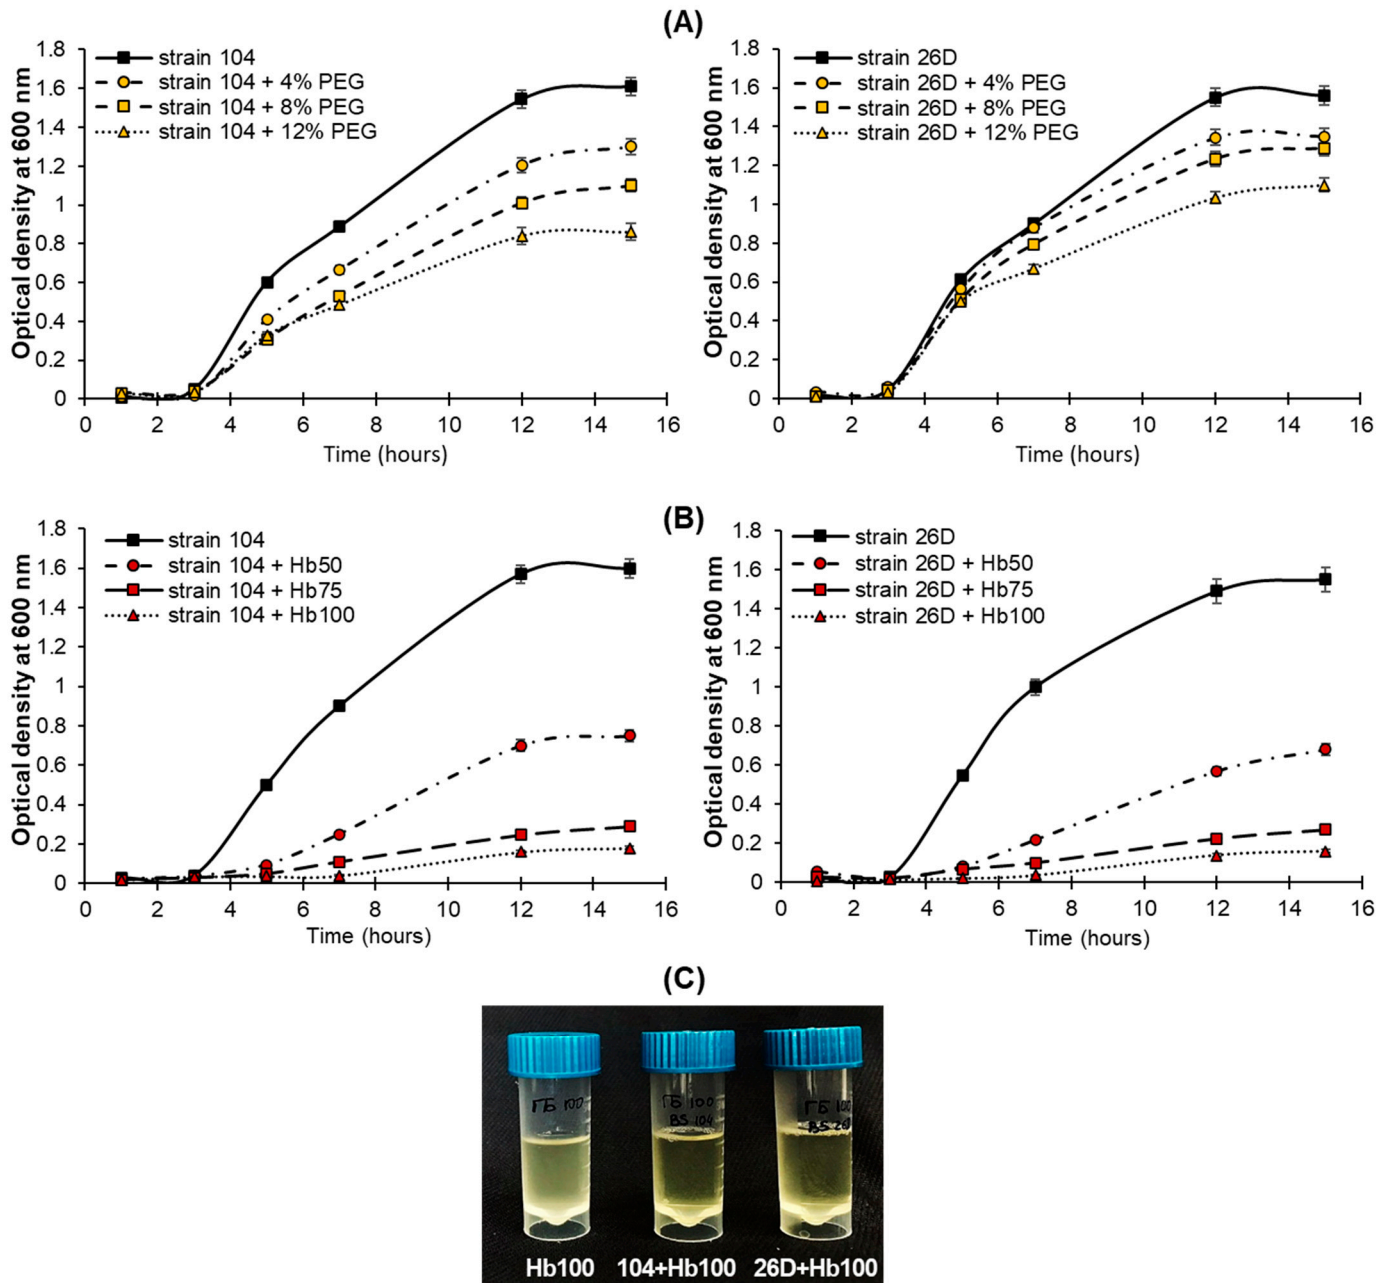 (A)
Optical density at 600 nm
1.8
1.6
1.4
1.2
1
0.8
0.6
0.4
0.2
0
strain 104
strain 104 + 4% PEG
strain 104 + 8% PEG
strain 104 + 12% PEG
0 2 4 6 8 10 12 14 16
Time (hours)
Optical density at 600 nm
1.8
1.6
1.4
1.2
1
0.8
0.6
0.4
0.2
0
strain 26D
strain 26D + 4% PEG
strain 26D + 8% PEG
strain 26D + 12% PEG
0 2 4 6 8 10 12 14 16
Time (hours)
(B)
Optical density at 600 nm
1.8
1.6
1.4
1.2
1
0.8
0.6
0.4
0.2
0
strain 104
strain 104 + Hb50
strain 104 + Hb75
strain 104 + Hb100
0 2 4 6 8 10 12 14 16
Time (hours)
Optical density at 600 nm
1.8
1.6
1.4
1.2
1
0.8
0.6
0.4
0.2
0
strain 26D
strain 26D + Hb50
strain 26D + Hb75
strain 26D + Hb100
0 2 4 6 8 10 12 14 16
Time (hours)
(C)
ГБ 100
ГБ 100
BS 104
ГБ 100
Hb100 104+Hb100 26D+Hb100